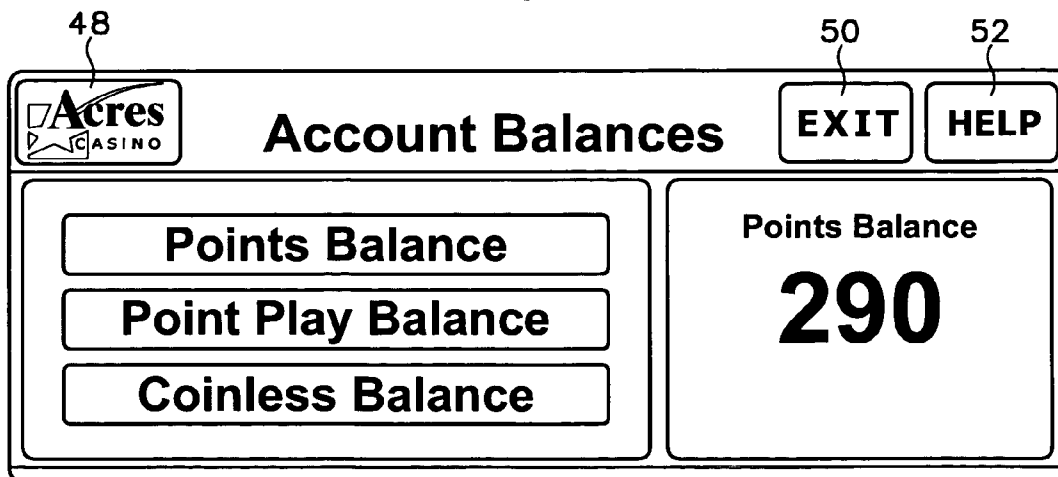 48
50
52
Acres
CASINO
Account Balances
EXIT
HELP
Points Balance
Point Play Balance
Coinless Balance
Points Balance
290